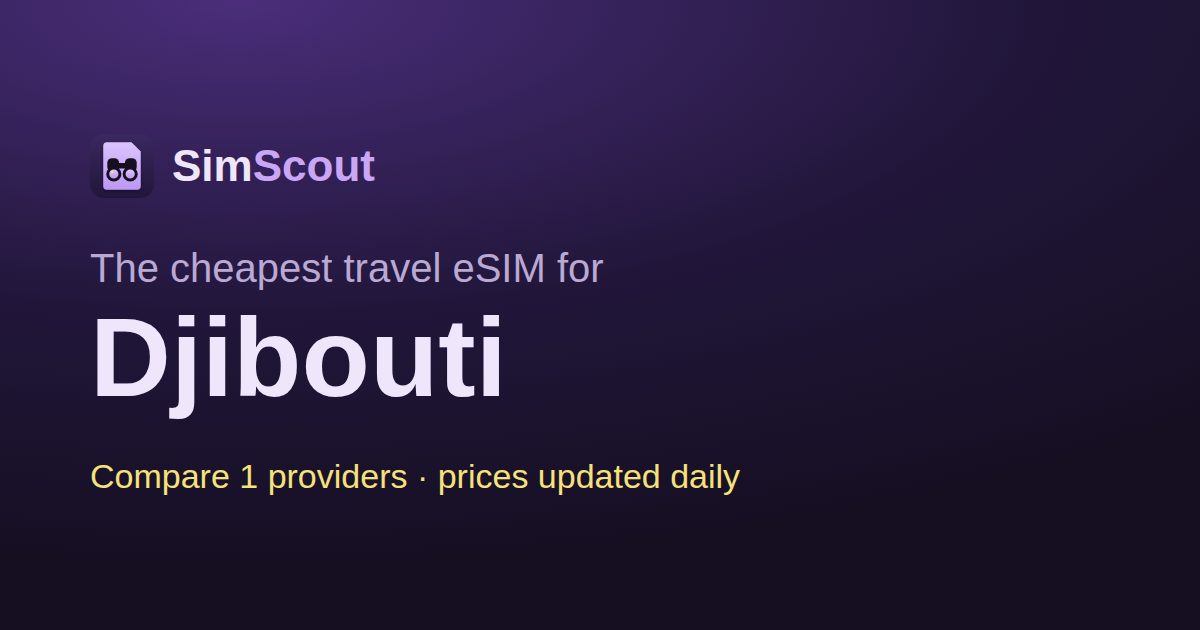 SimScout
The cheapest travel eSIM for
Djibouti
Compare 1 providers · prices updated daily